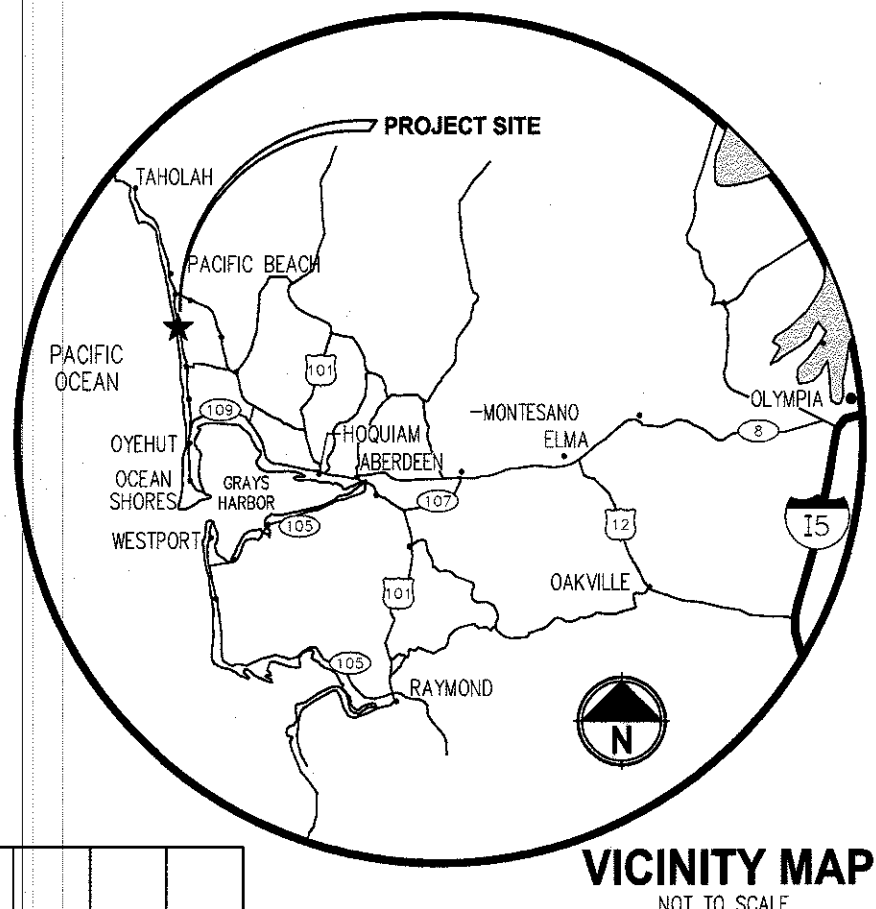 PROJECT SITE
TAHOLAH
PACIFIC BEACH
PACIFIC
OCEAN
101
109
OYEHUT
HOQUIAM
MONTESANO
OLYMPIA
8
ELMA
ABERDEEN
OCEAN
SHORES
GRAYS
HARBOR
107
105
12
I5
WESTPORT
101
OAKVILLE
105
RAYMOND
N
VICINITY MAP
NOT TO SCALE